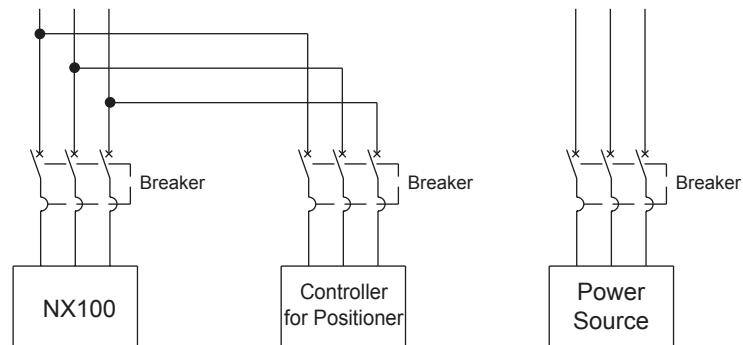 Breaker
Breaker
Breaker
NX100
Controller
for Positioner
Power
Source